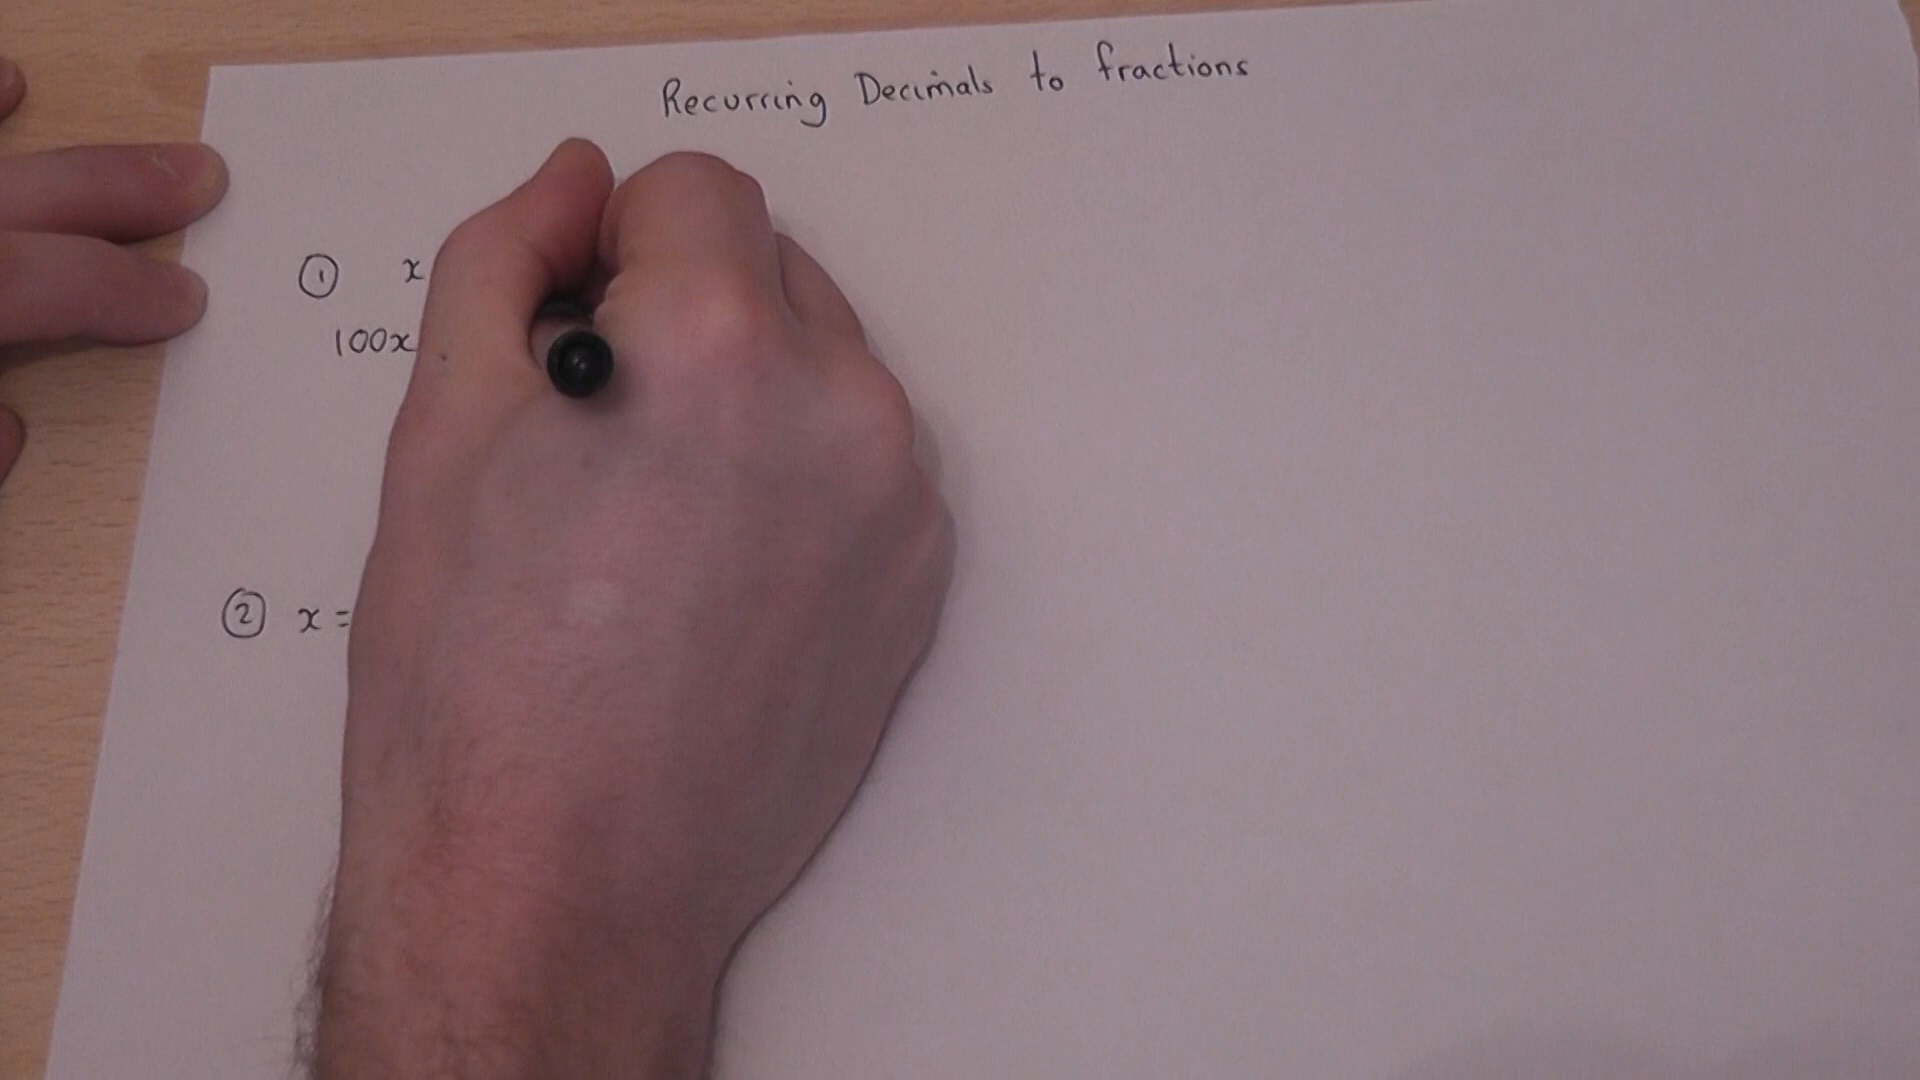 Recurring Decimals to fractions
① x
100x
② x =